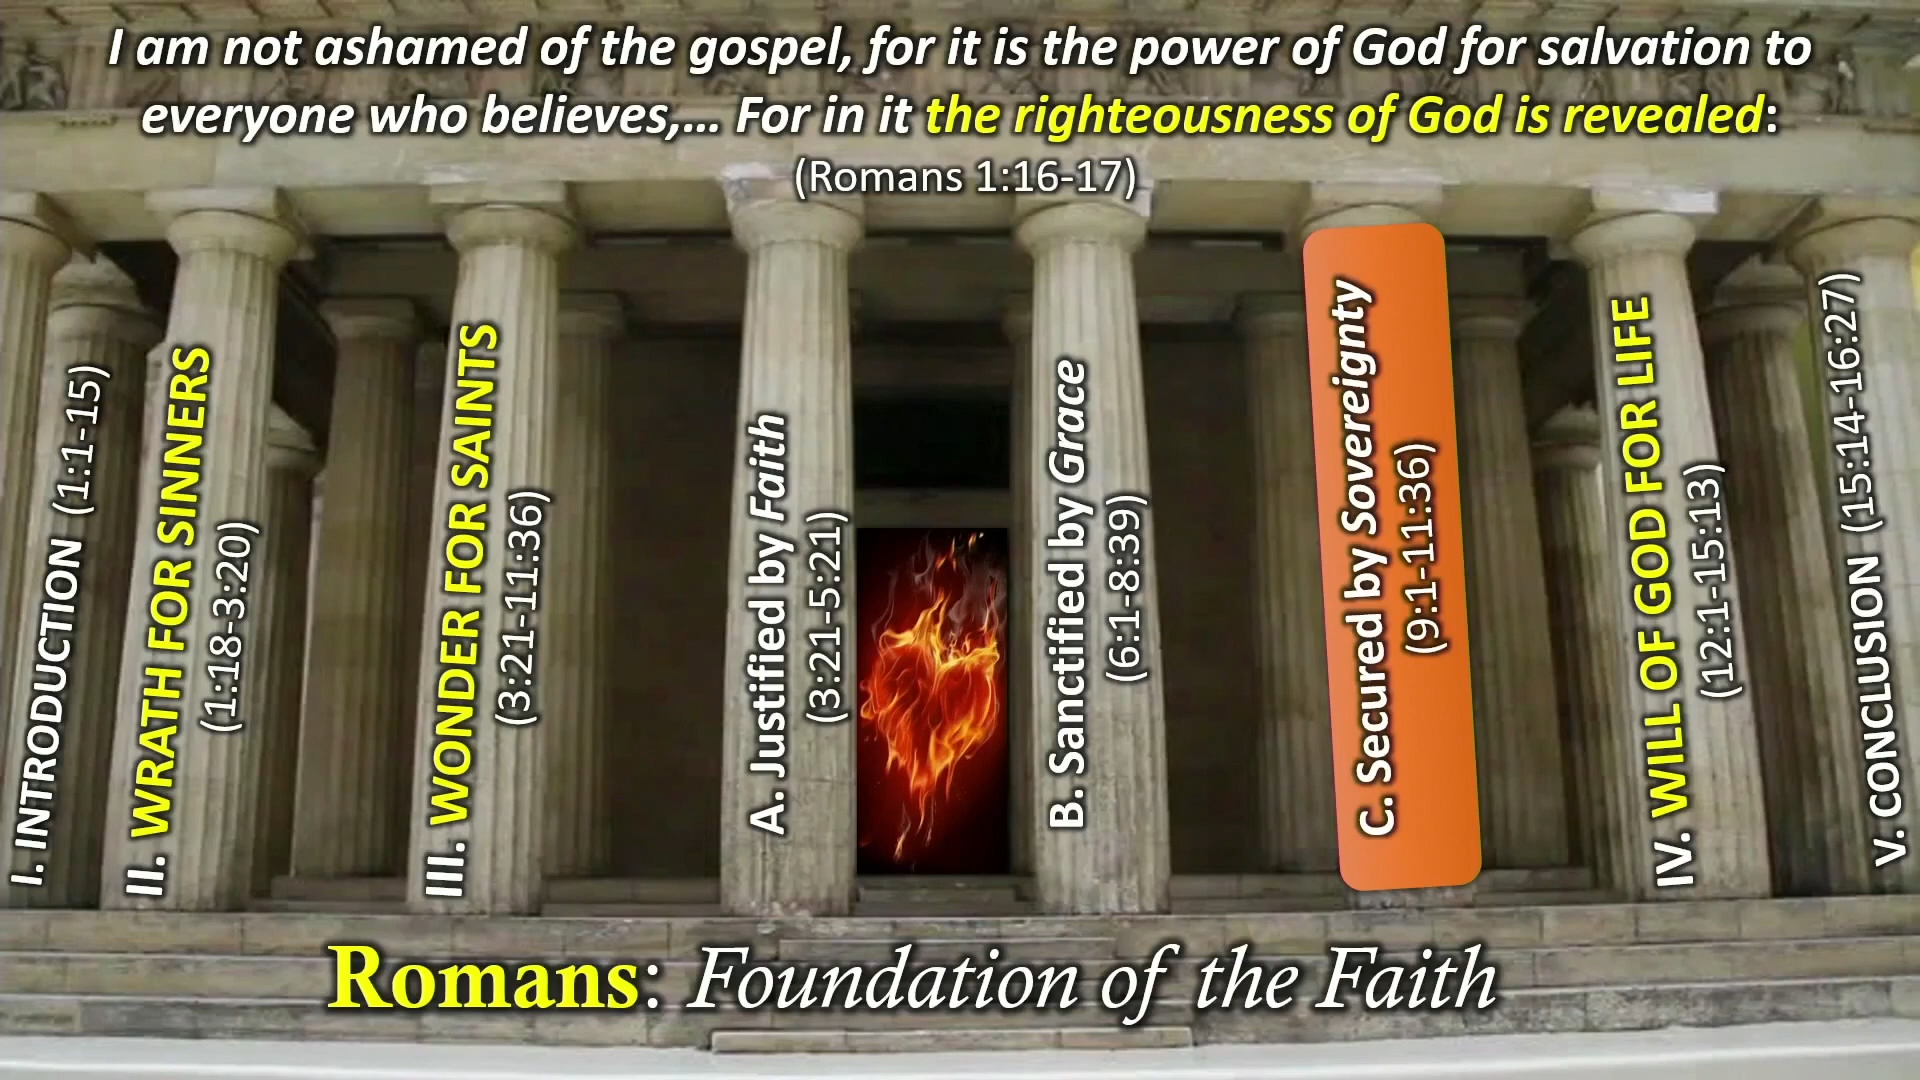 I am not ashamed of the gospel, for it is the power of God for salvation to
everyone who believes,... For in it the righteousness of God is revealed:
(Romans 1:16-17)
I. INTRODUCTION (1:1-15)
II. WRATH FOR SINNERS
(1:18-3:20)
III. WONDER FOR SAINTS
(3:21-11:36)
A. Justified by Faith
(3:21-5:21)
B. Sanctified by Grace
(6:1-8:39)
C. Secured by Sovereignty
(9:1-11:36)
IV. WILL OF GOD FOR LIFE
(12:1-15:13)
V. CONCLUSION (15:14-16:27)
Romans: Foundation of the Faith